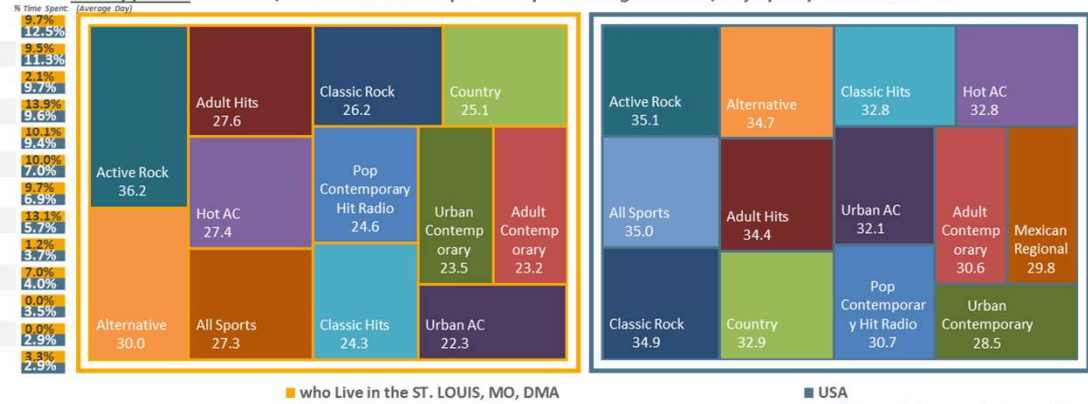 % Time Spent: (Average Day)
9.7%
12.5%
9.5%
11.3%
2.1%
9.7%
13.9%
9.6%
10.1%
9.4%
10.0%
7.0%
9.7%
6.9%
13.1%
5.7%
1.2%
3.7%
7.0%
4.0%
0.0%
3.5%
0.0%
2.9%
3.3%
2.9%
Active Rock
36.2
Alternative
30.0
Adult Hits
27.6
Hot AC
27.4
All Sports
27.3
Classic Rock
26.2
Country
25.1
Pop
Contemporary
Hit Radio
24.6
Classic Hits
24.3
Urban
Contemp
orary
23.5
Adult
Contemp
orary
23.2
Urban AC
22.3
Active Rock
35.1
All Sports
35.0
Classic Rock
34.9
Alternative
34.7
Adult Hits
34.4
Country
32.9
Classic Hits
32.8
Hot AC
32.8
Urban AC
32.1
Pop
Contemporar
y Hit Radio
30.7
Adult
Contemp
orary
30.6
Mexican
Regional
29.8
Urban
Contemporary
28.5
who Live in the ST. LOUIS, MO, DMA
USA